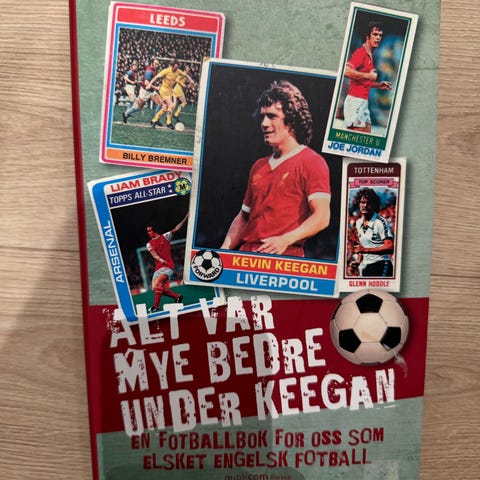 LEEDS
BILLY BREMNER
MANCHESTER U
JOE JORDAN
LIAM BRADY
TOPPS ALL-STAR
ARSENAL
FORWARD
KEVIN KEEGAN
LIVERPOOL
TOTTENHAM
TOP SCORER
GLENN HODDLE
ALT VAR
MYE BEDRE
UNDER KEEGAN
EN FOTBALLBOK FOR OSS SOM
ELSKET ENGELSK FOTBALL